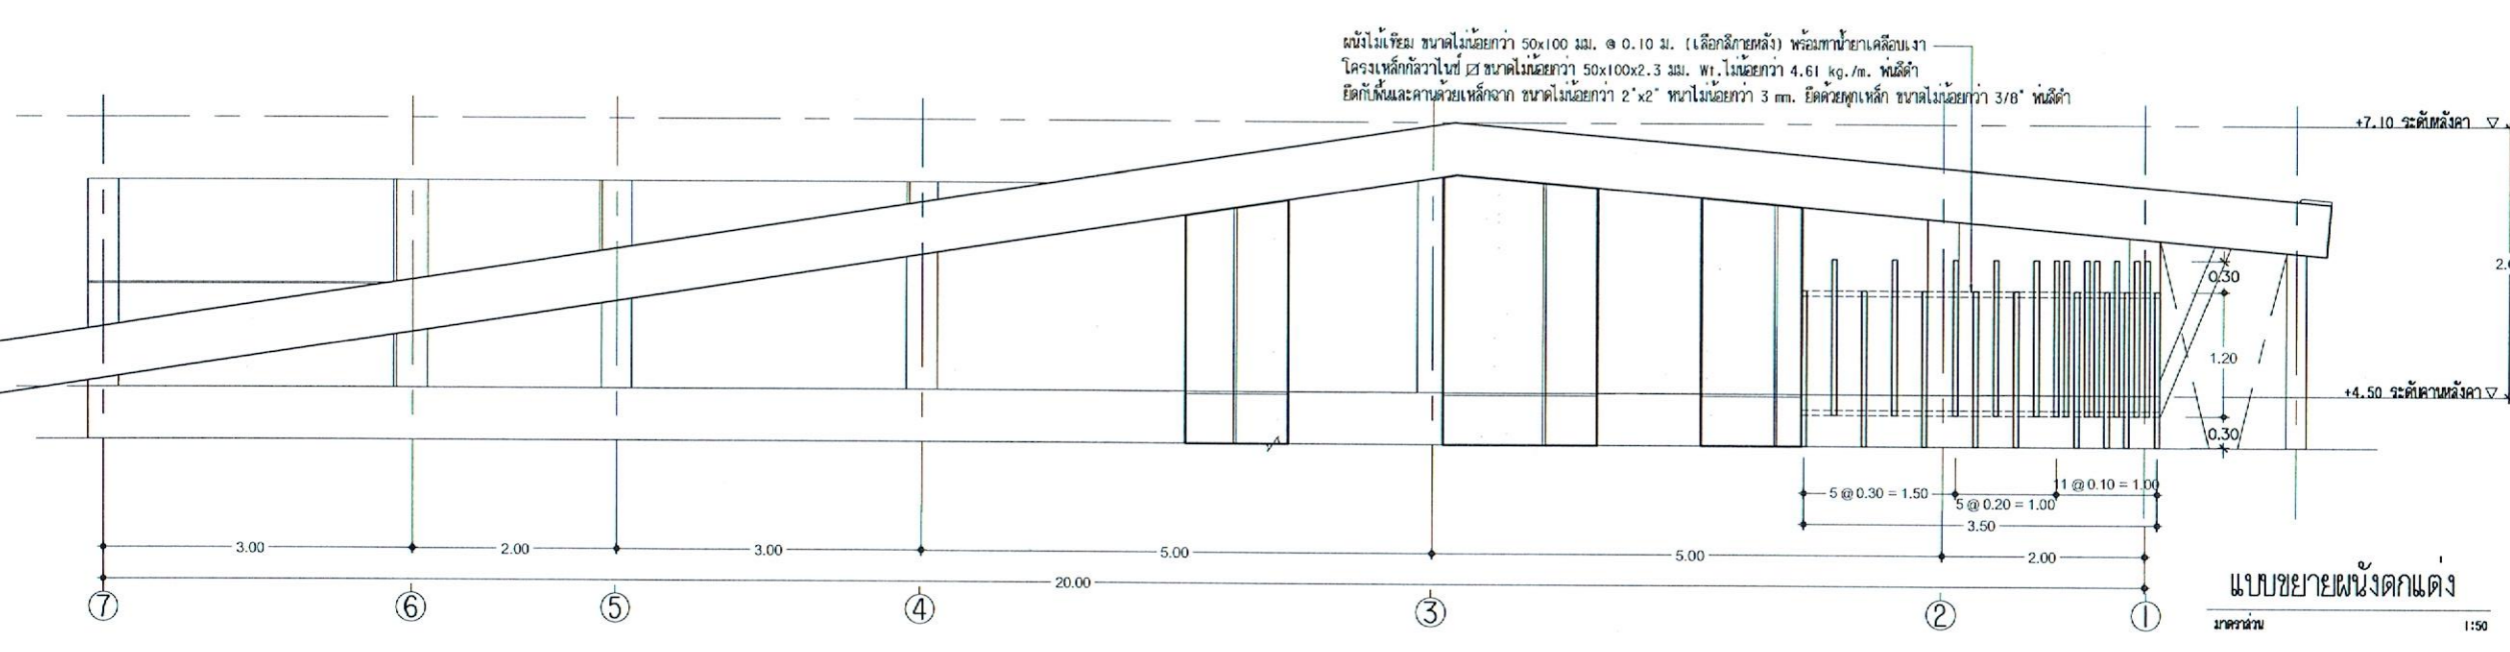 ผนังไม้เทียม ขนาดไม่น้อยกว่า 50x100 มม. @ 0.10 ม. (เลือกสีภายหลัง) พร้อมทาน้ำยาเคลือบเงา
โครงเหล็กกัลวาไนซ์ ขนาดไม่น้อยกว่า 50x100x2.3 มม. Wt.ไม่น้อยกว่า 4.61 kg./m. พ่นสีดำ
ยึดกับพื้นและคานด้วยเหล็กฉาก ขนาดไม่น้อยกว่า 2"x2" หนาไม่น้อยกว่า 3 mm. ยึดด้วยพุกเหล็ก ขนาดไม่น้อยกว่า 3/8" พ่นสีดำ
+7.10 ระดับหลังคา
0.30
1.20
+4.50 ระดับคานหลังคา
0.30
5 @ 0.30 = 1.50
5 @ 0.20 = 1.00
11 @ 0.10 = 1.00
3.50
3.00
2.00
3.00
5.00
5.00
2.00
20.00
7
6
5
4
3
2
1
แบบขยายผนังตกแต่ง
มาตราส่วน 1:50